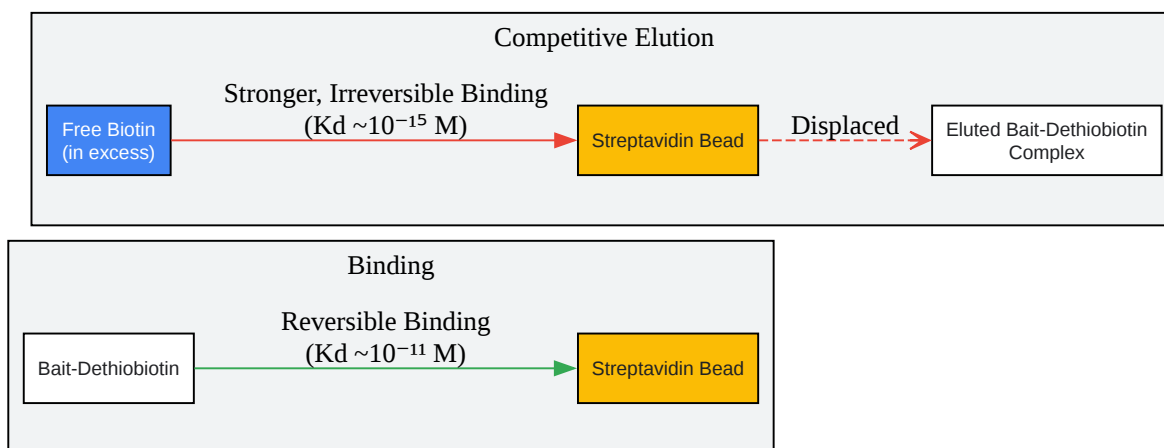 Competitive Elution
Stronger, Irreversible Binding
(Kd ~10⁻¹⁵ M)
Free Biotin
(in excess)
Streptavidin Bead
Displaced
Eluted Bait-Dethiobiotin
Complex
Binding
Reversible Binding
(Kd ~10⁻¹¹ M)
Bait-Dethiobiotin
Streptavidin Bead